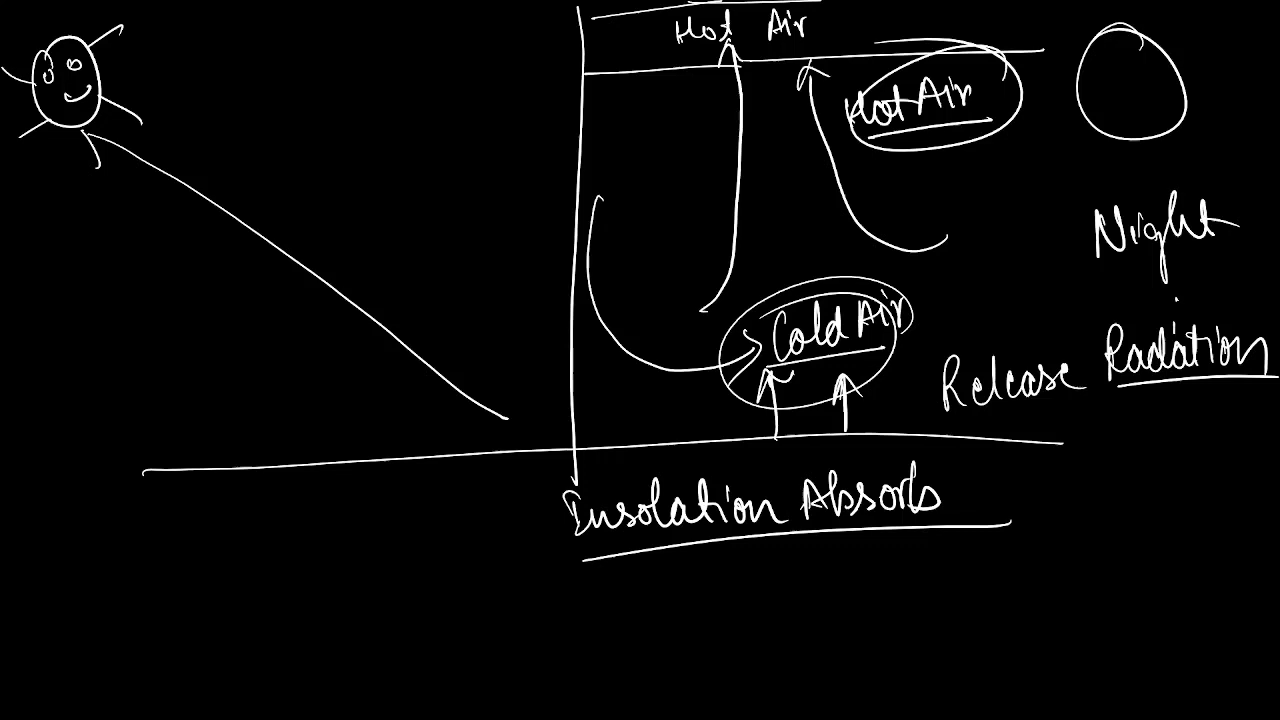 Hot Air
Hot Air
Night
Cold Air
Release Radiation
Insolation Absorbs